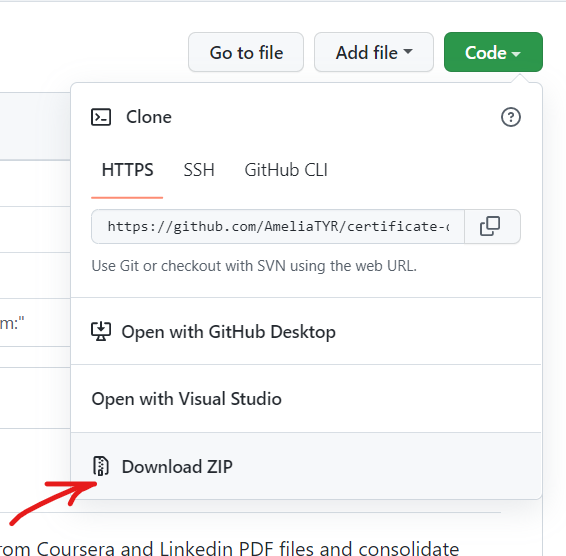 Go to file
Add file
Code
Clone
HTTPS SSH GitHub CLI
https://github.com/AmeliaTYR/certificate-
Use Git or checkout with SVN using the web URL.
Open with GitHub Desktop
m:"
Open with Visual Studio
Download ZIP
rom Coursera and Linkedin PDF files and consolidate